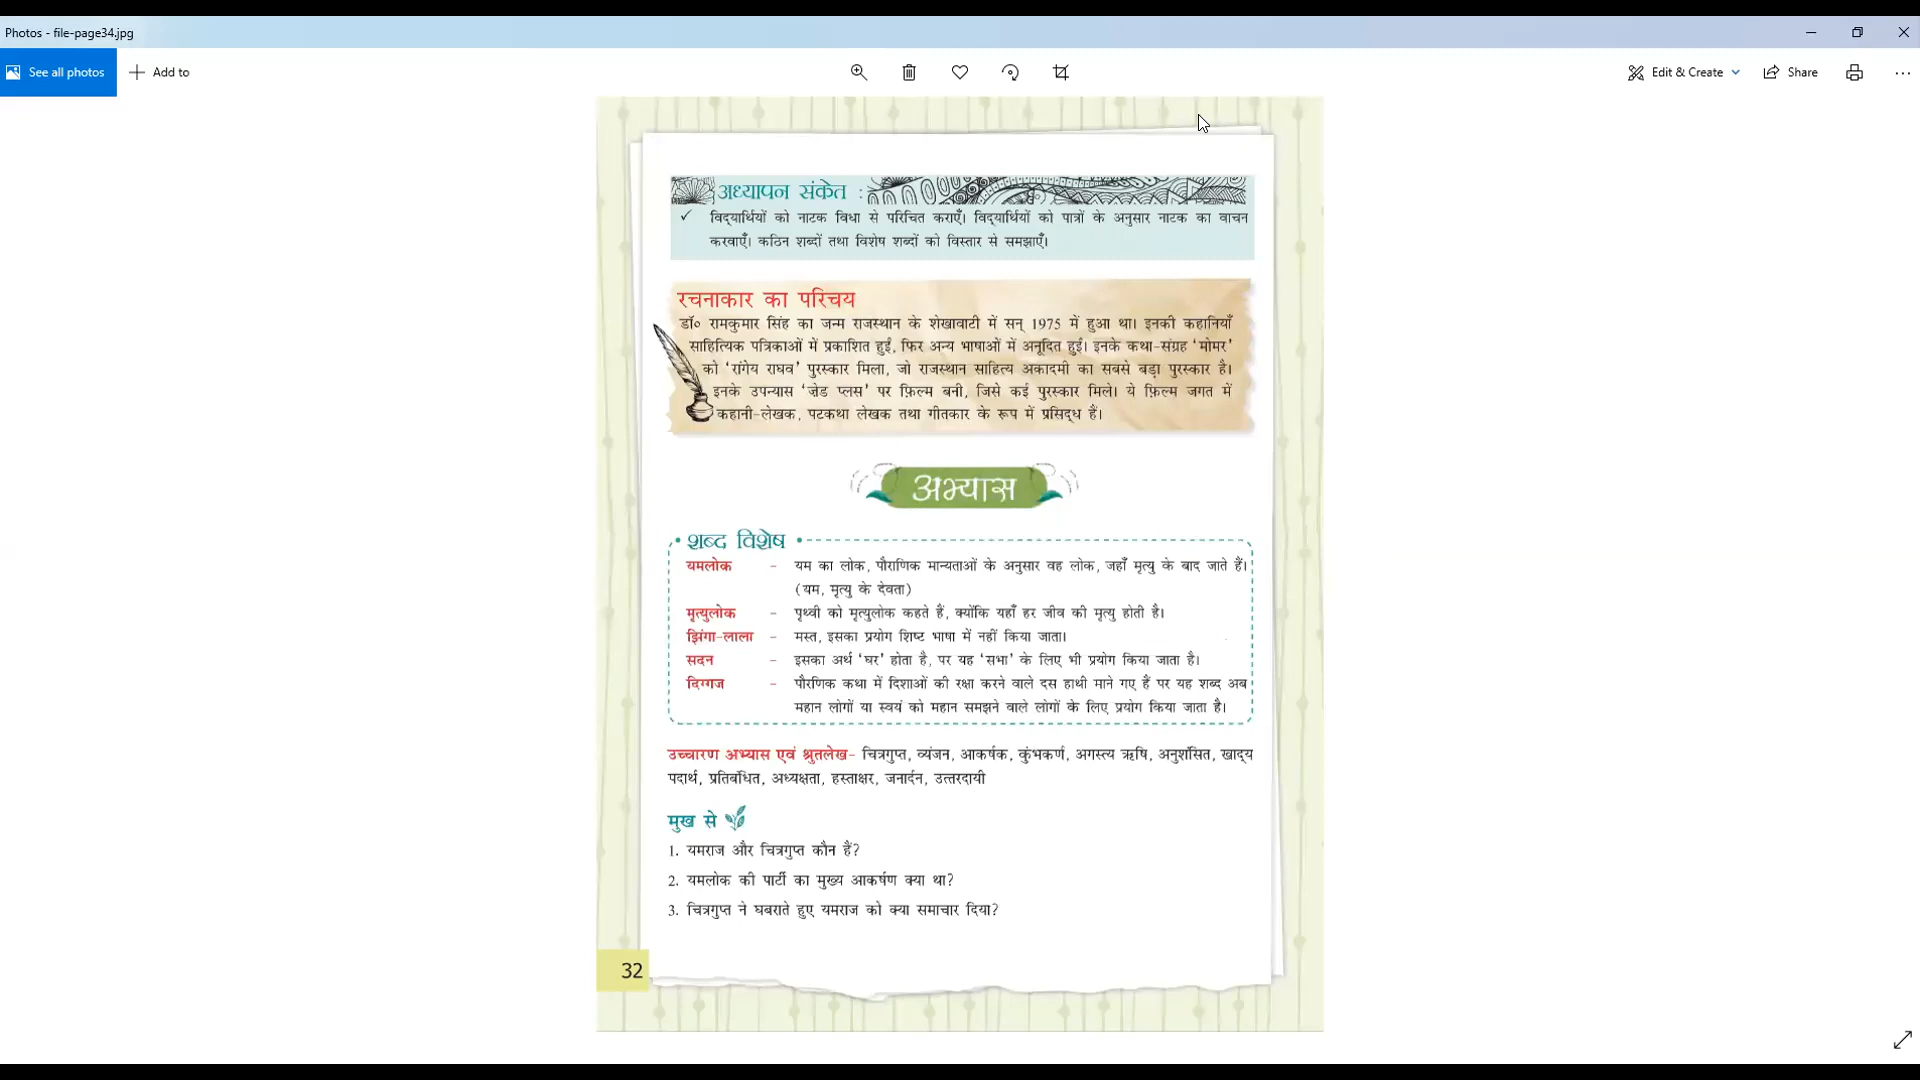 Photos - file-page34.jpg
See all photos
Add to
Edit & Create
Share
अध्यापन संकेत :
✓ विद्‌यार्थियों को नाटक विधा से परिचित कराएँ। विद्‌यार्थियों को पात्रों के अनुसार नाटक का वाचन
करवाएँ। कठिन शब्दों तथा विशेष शब्दों को विस्तार से समझाएँ।
रचनाकार का परिचय
डॉ० रामकुमार सिंह का जन्म राजस्थान के शेखावाटी में सन् 1975 में हुआ था। इनकी कहानियाँ
साहित्यिक पत्रिकाओं में प्रकाशित हुईं, फिर अन्य भाषाओं में अनूदित हुईं। इनके कथा-संग्रह ‘मोमर’
को ‘रांगेय राघव’ पुरस्कार मिला, जो राजस्थान साहित्य अकादमी का सबसे बड़ा पुरस्कार है।
इनके उपन्यास ‘ज़ेड प्लस’ पर फ़िल्म बनी, जिसे कई पुरस्कार मिले। ये फ़िल्म जगत में
कहानी-लेखक, पटकथा लेखक तथा गीतकार के रूप में प्रसिद्‌ध हैं।
अभ्यास
शब्द विशेष
यमलोक - यम का लोक, पौराणिक मान्यताओं के अनुसार वह लोक, जहाँ मृत्यु के बाद जाते हैं।
(यम, मृत्यु के देवता)
मृत्युलोक - पृथ्वी को मृत्युलोक कहते हैं, क्योंकि यहाँ हर जीव की मृत्यु होती है।
झिंगा-लाला - मस्त, इसका प्रयोग शिष्ट भाषा में नहीं किया जाता।
सदन - इसका अर्थ ‘घर’ होता है, पर यह ‘सभा’ के लिए भी प्रयोग किया जाता है।
दिग्गज - पौरणिक कथा में दिशाओं की रक्षा करने वाले दस हाथी माने गए हैं पर यह शब्द अब
महान लोगों या स्वयं को महान समझने वाले लोगों के लिए प्रयोग किया जाता है।
उच्चारण अभ्यास एवं श्रुतलेख- चित्रगुप्त, व्यंजन, आकर्षक, कुंभकर्ण, अगस्त्य ऋषि, अनुशंसित, खाद्‌य
पदार्थ, प्रतिबंधित, अध्यक्षता, हस्ताक्षर, जनार्दन, उत्तरदायी
मुख से
1. यमराज और चित्रगुप्त कौन हैं?
2. यमलोक की पार्टी का मुख्य आकर्षण क्या था?
3. चित्रगुप्त ने घबराते हुए यमराज को क्या समाचार दिया?
32